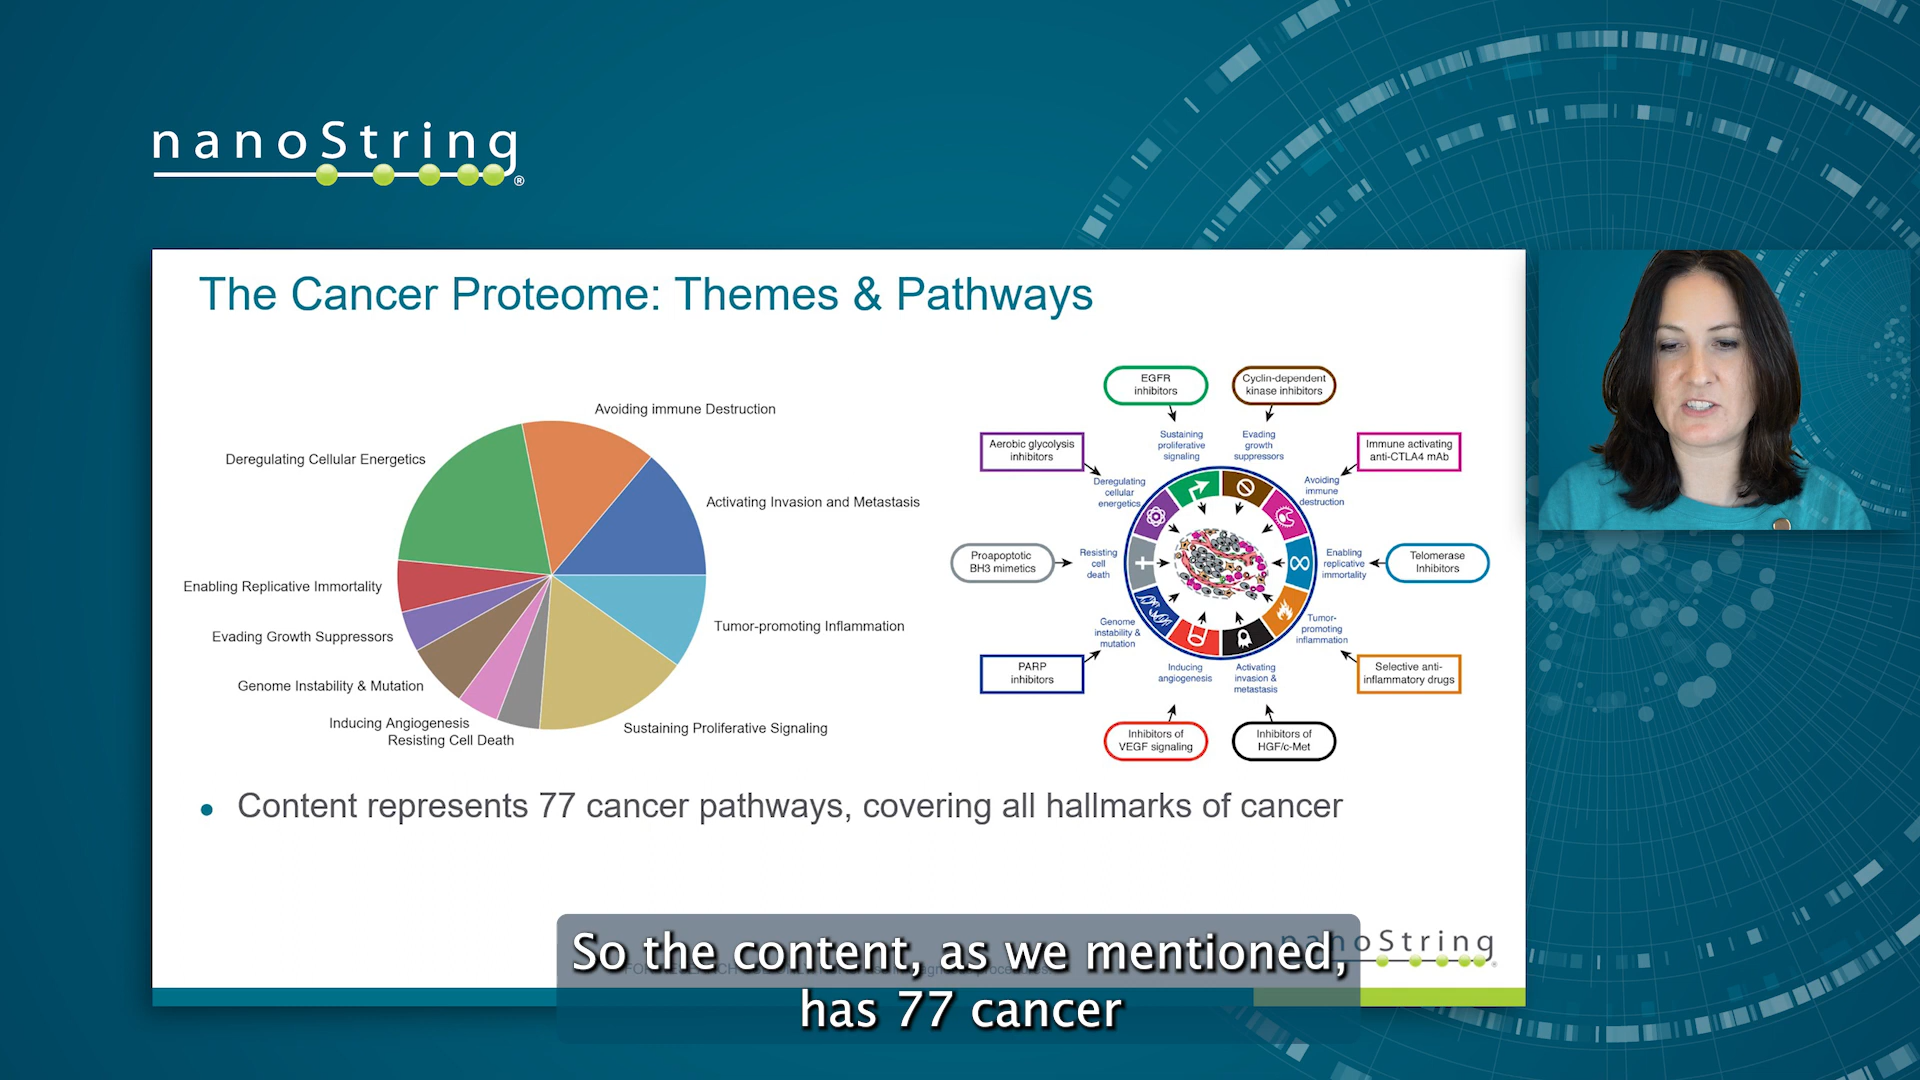 nanoString
®
The Cancer Proteome: Themes & Pathways
Avoiding immune Destruction
Deregulating Cellular Energetics
Activating Invasion and Metastasis
Enabling Replicative Immortality
Tumor-promoting Inflammation
Evading Growth Suppressors
Genome Instability & Mutation
Inducing Angiogenesis
Resisting Cell Death
Sustaining Proliferative Signaling
EGFR
inhibitors
Cyclin-dependent
kinase inhibitors
Aerobic glycolysis
inhibitors
Sustaining
proliferative
signaling
Evading
growth
suppressors
Immune activating
anti-CTLA4 mAb
Deregulating
cellular
energetics
Avoiding
immune
destruction
Proapoptotic
BH3 mimetics
Resisting
cell
death
Enabling
replicative
immortality
Telomerase
Inhibitors
Genome
instability &
mutation
Tumor-
promoting
inflammation
PARP
inhibitors
Inducing
angiogenesis
Activating
invasion &
metastasis
Selective anti-
inflammatory drugs
Inhibitors of
VEGF signaling
Inhibitors of
HGF/c-Met
• Content represents 77 cancer pathways, covering all hallmarks of cancer
nanoString
So the content, as we mentioned,
has 77 cancer